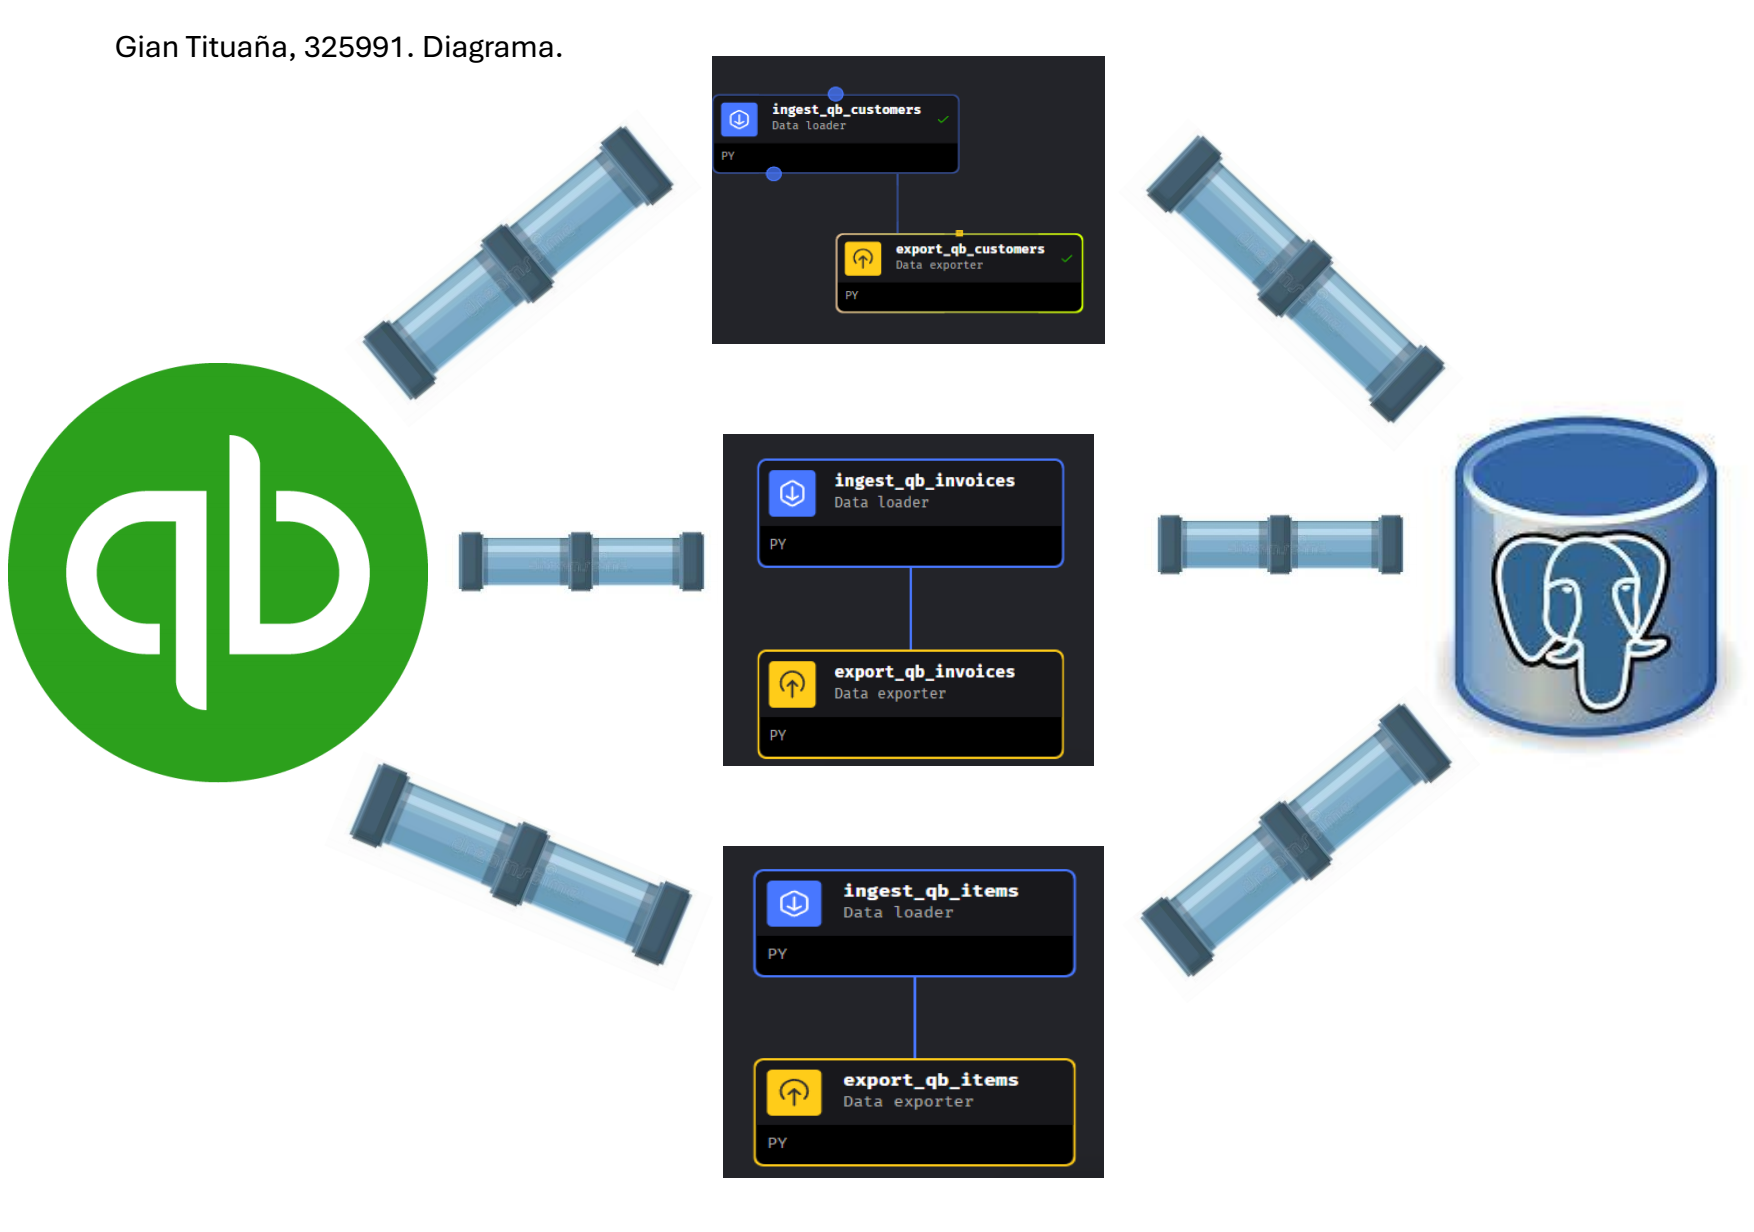 Gian Tituaña, 325991. Diagrama.
ingest_qb_customers
Data loader
PY
export_qb_customers
Data exporter
PY
ingest_qb_invoices
Data loader
PY
export_qb_invoices
Data exporter
PY
ingest_qb_items
Data loader
PY
export_qb_items
Data exporter
PY
qb